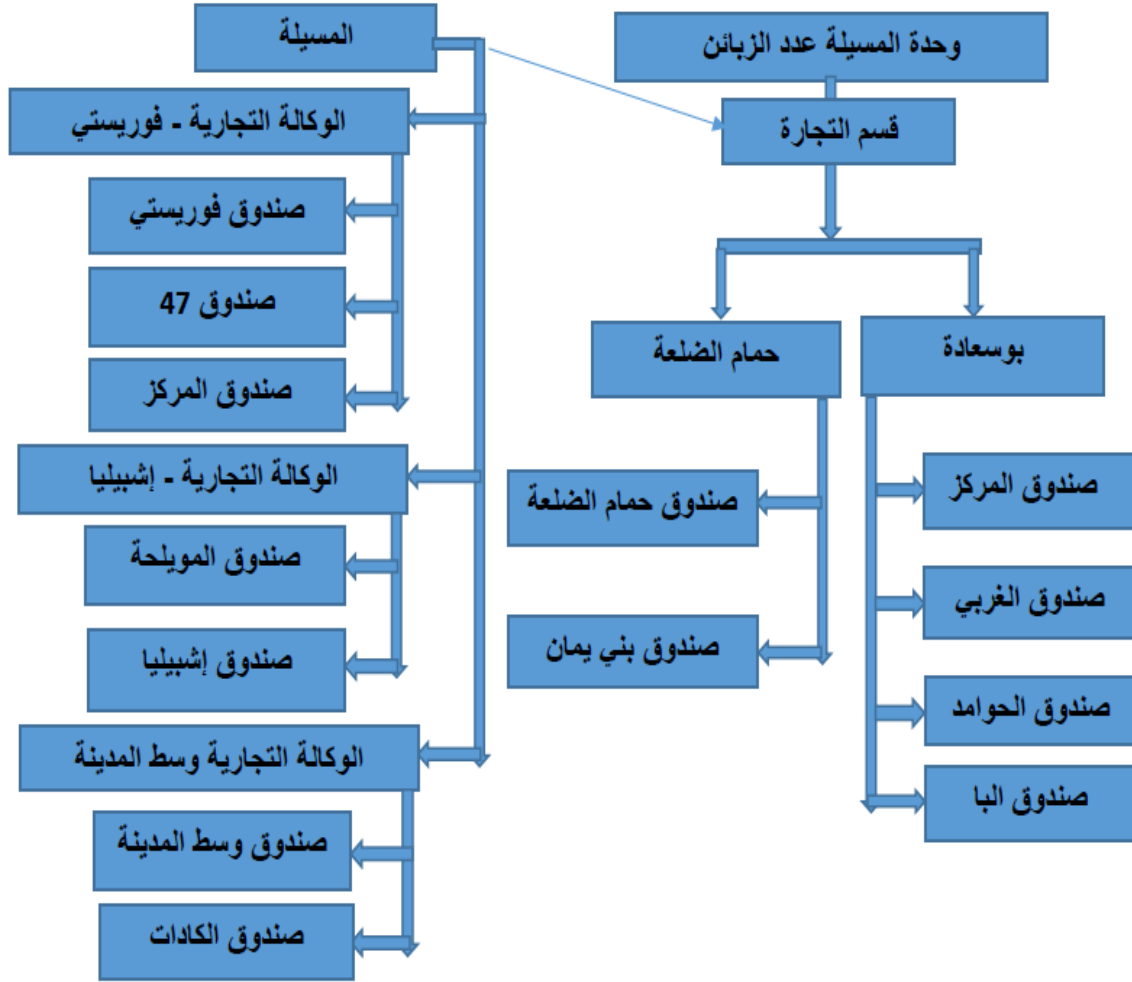 وحدة المسيلة عدد الزبائن
قسم التجارة
بوسعادة
صندوق المركز
صندوق الغربي
صندوق الحوامد
صندوق البا
حمام الضلعة
صندوق حمام الضلعة
صندوق بني يمان
المسيلة
الوكالة التجارية - فوريستي
صندوق فوريستي
صندوق 47
صندوق المركز
الوكالة التجارية - إشبيليا
صندوق المويلحة
صندوق إشبيليا
الوكالة التجارية وسط المدينة
صندوق وسط المدينة
صندوق الكادات